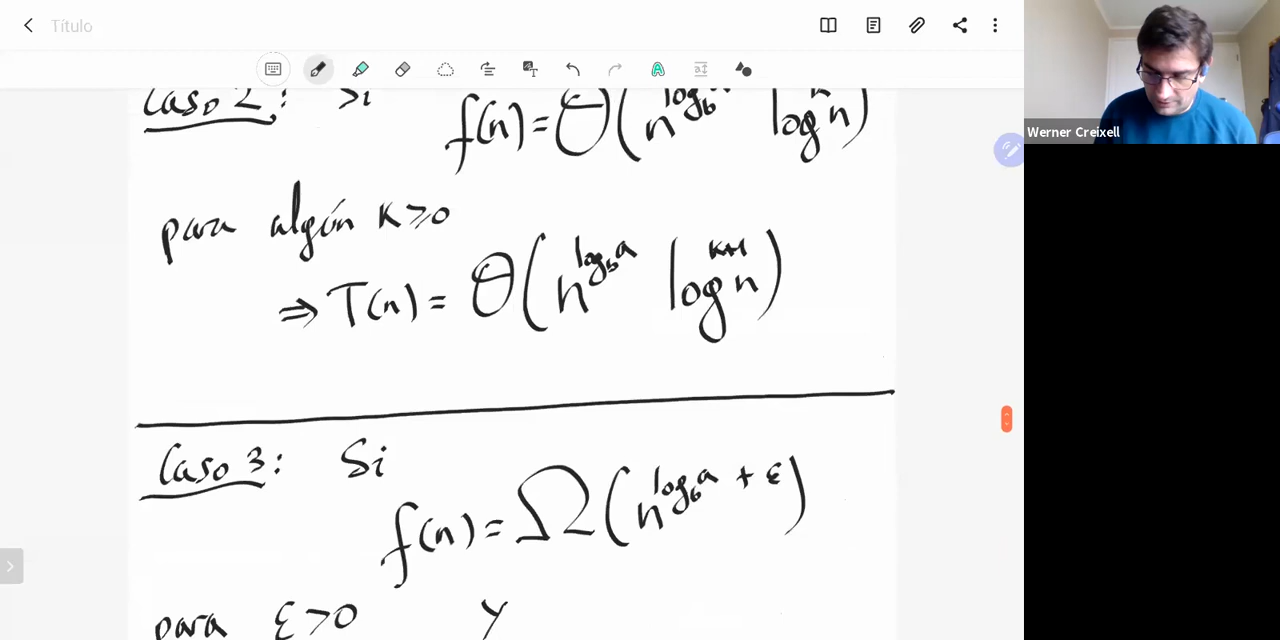 Título
Werner Creixell
Caso 2: Si
f(n) = Θ(n^{log_b a} log^k n)
para algún k ≥ 0
⇒ T(n) = Θ(n^{log_b a} log^{k+1} n)
Caso 3: Si
f(n) = Ω(n^{log_b a + ε})
para ε > 0 y